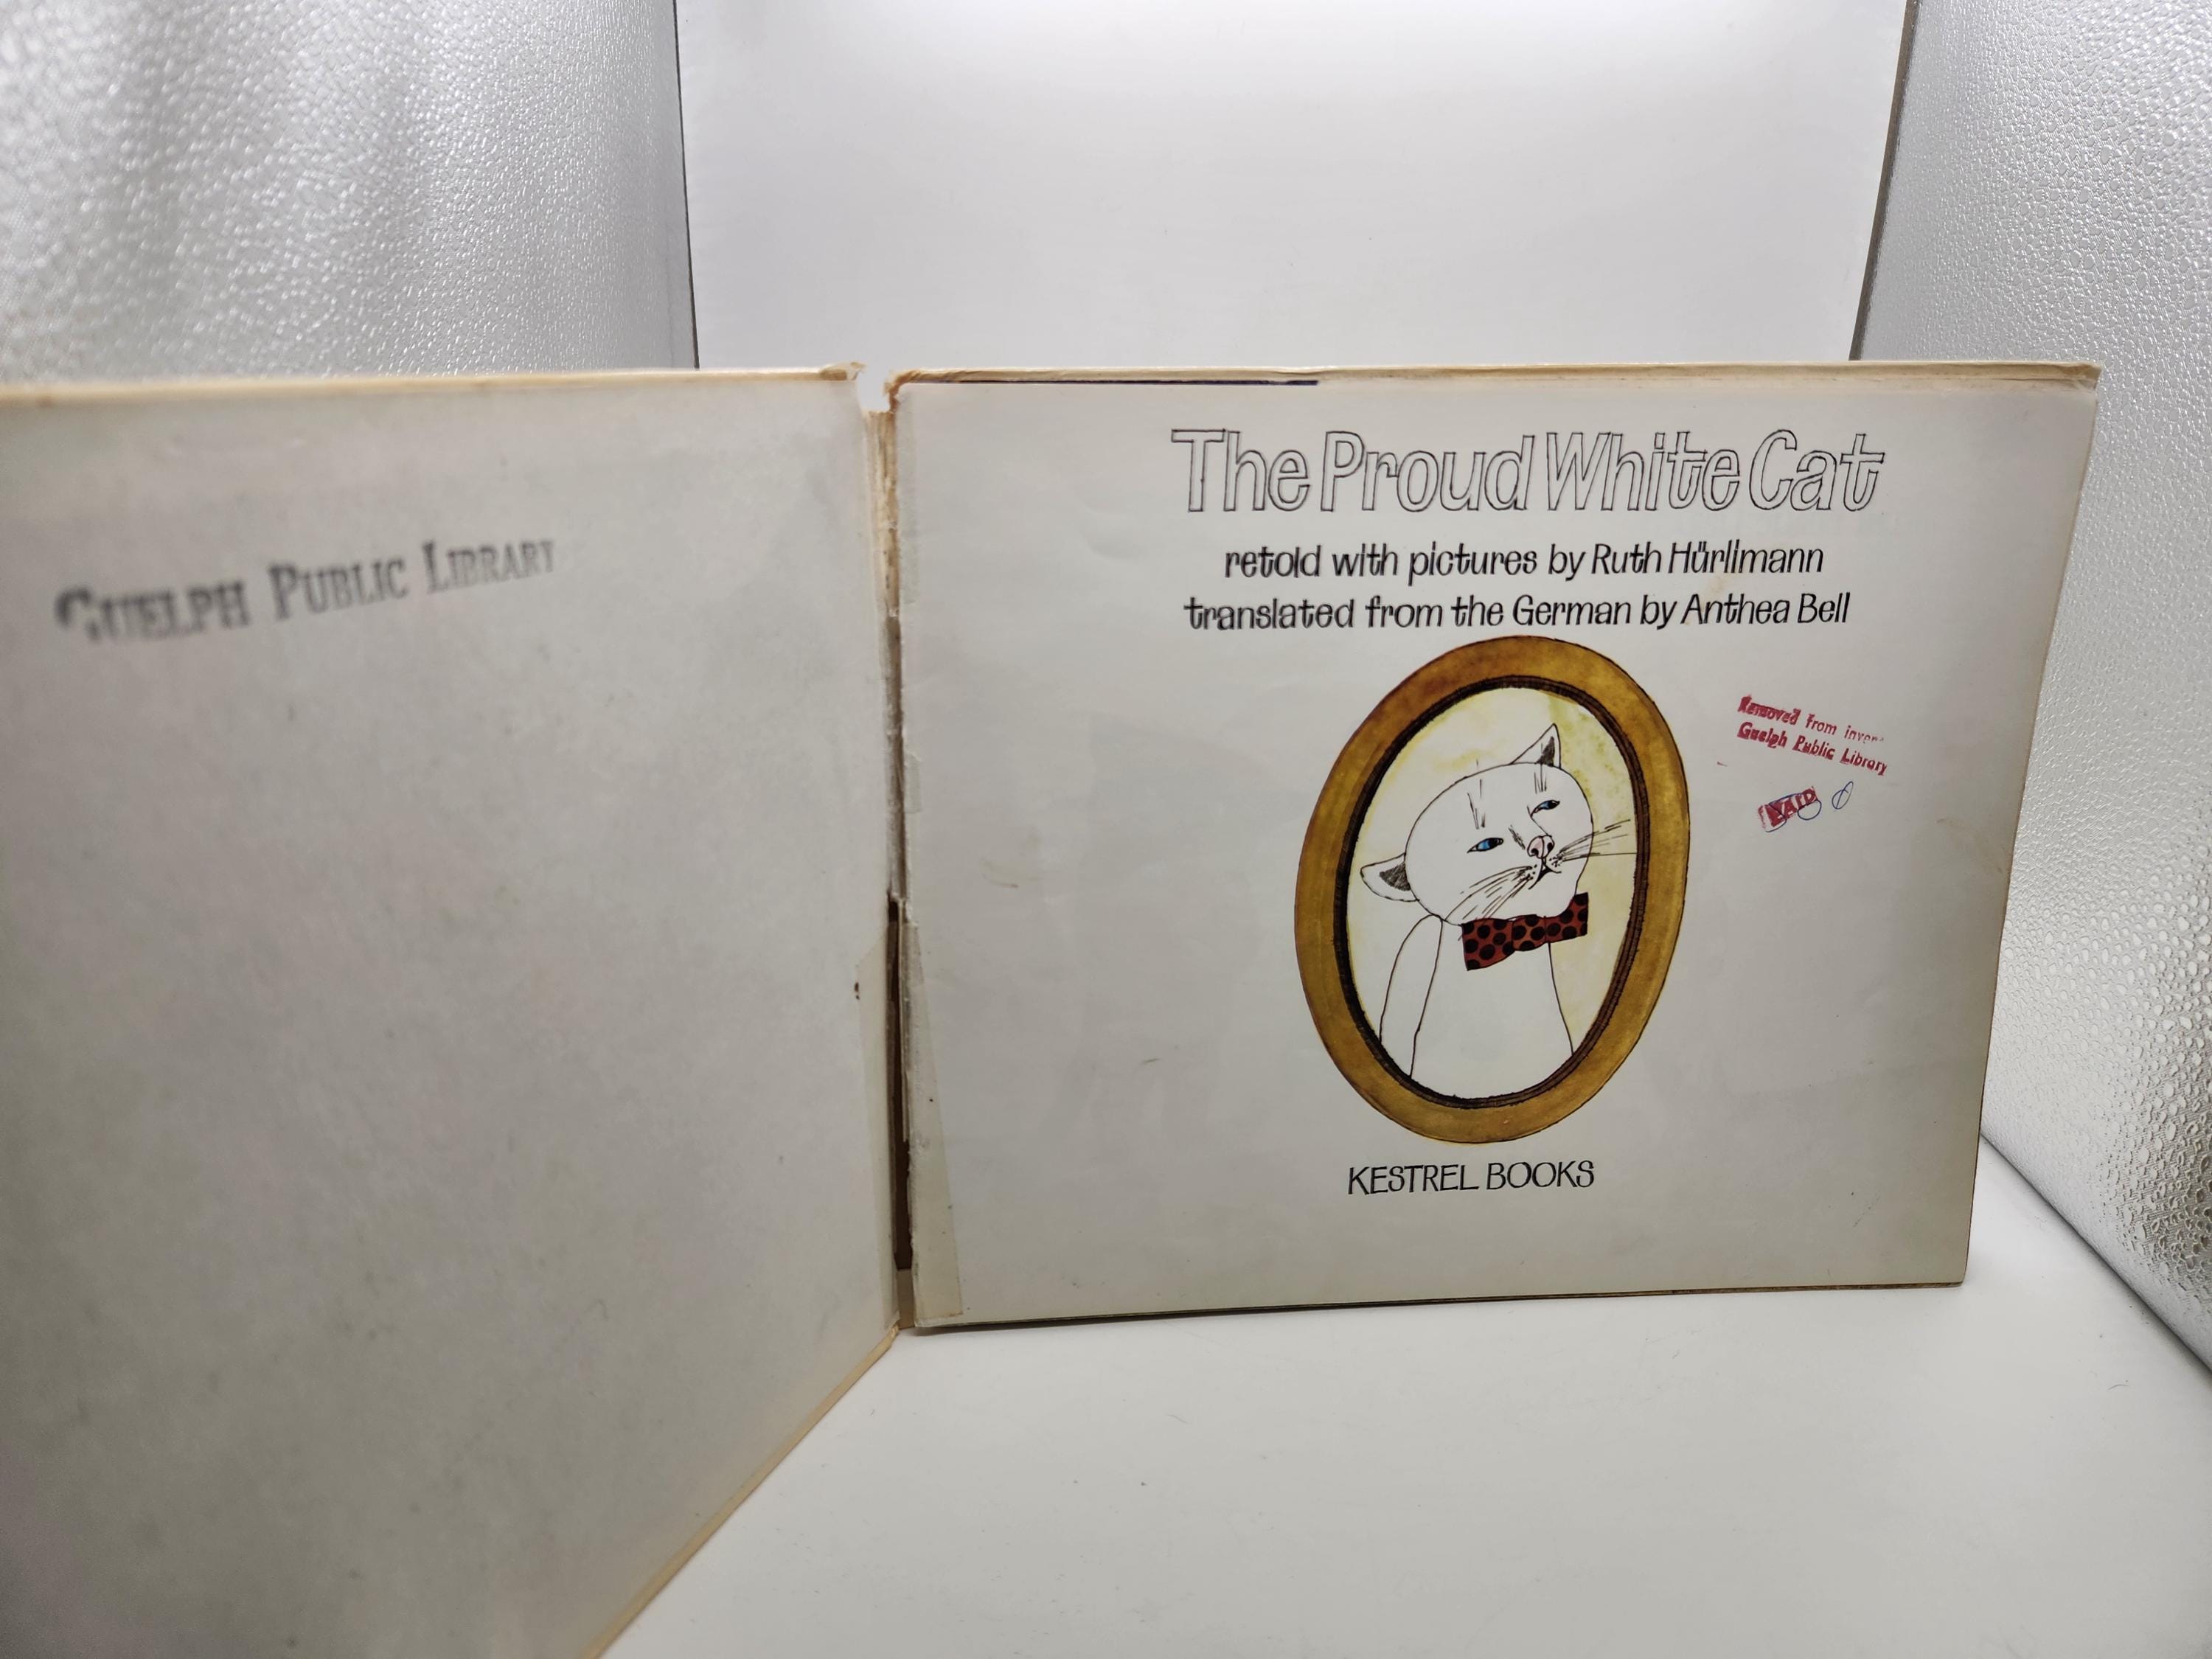 GUELPH PUBLIC LIBRARY
The Proud White Cat
retold with pictures by Ruth Hürlimann
translated from the German by Anthea Bell
Removed from
Guelph Public Library
KESTREL BOOKS